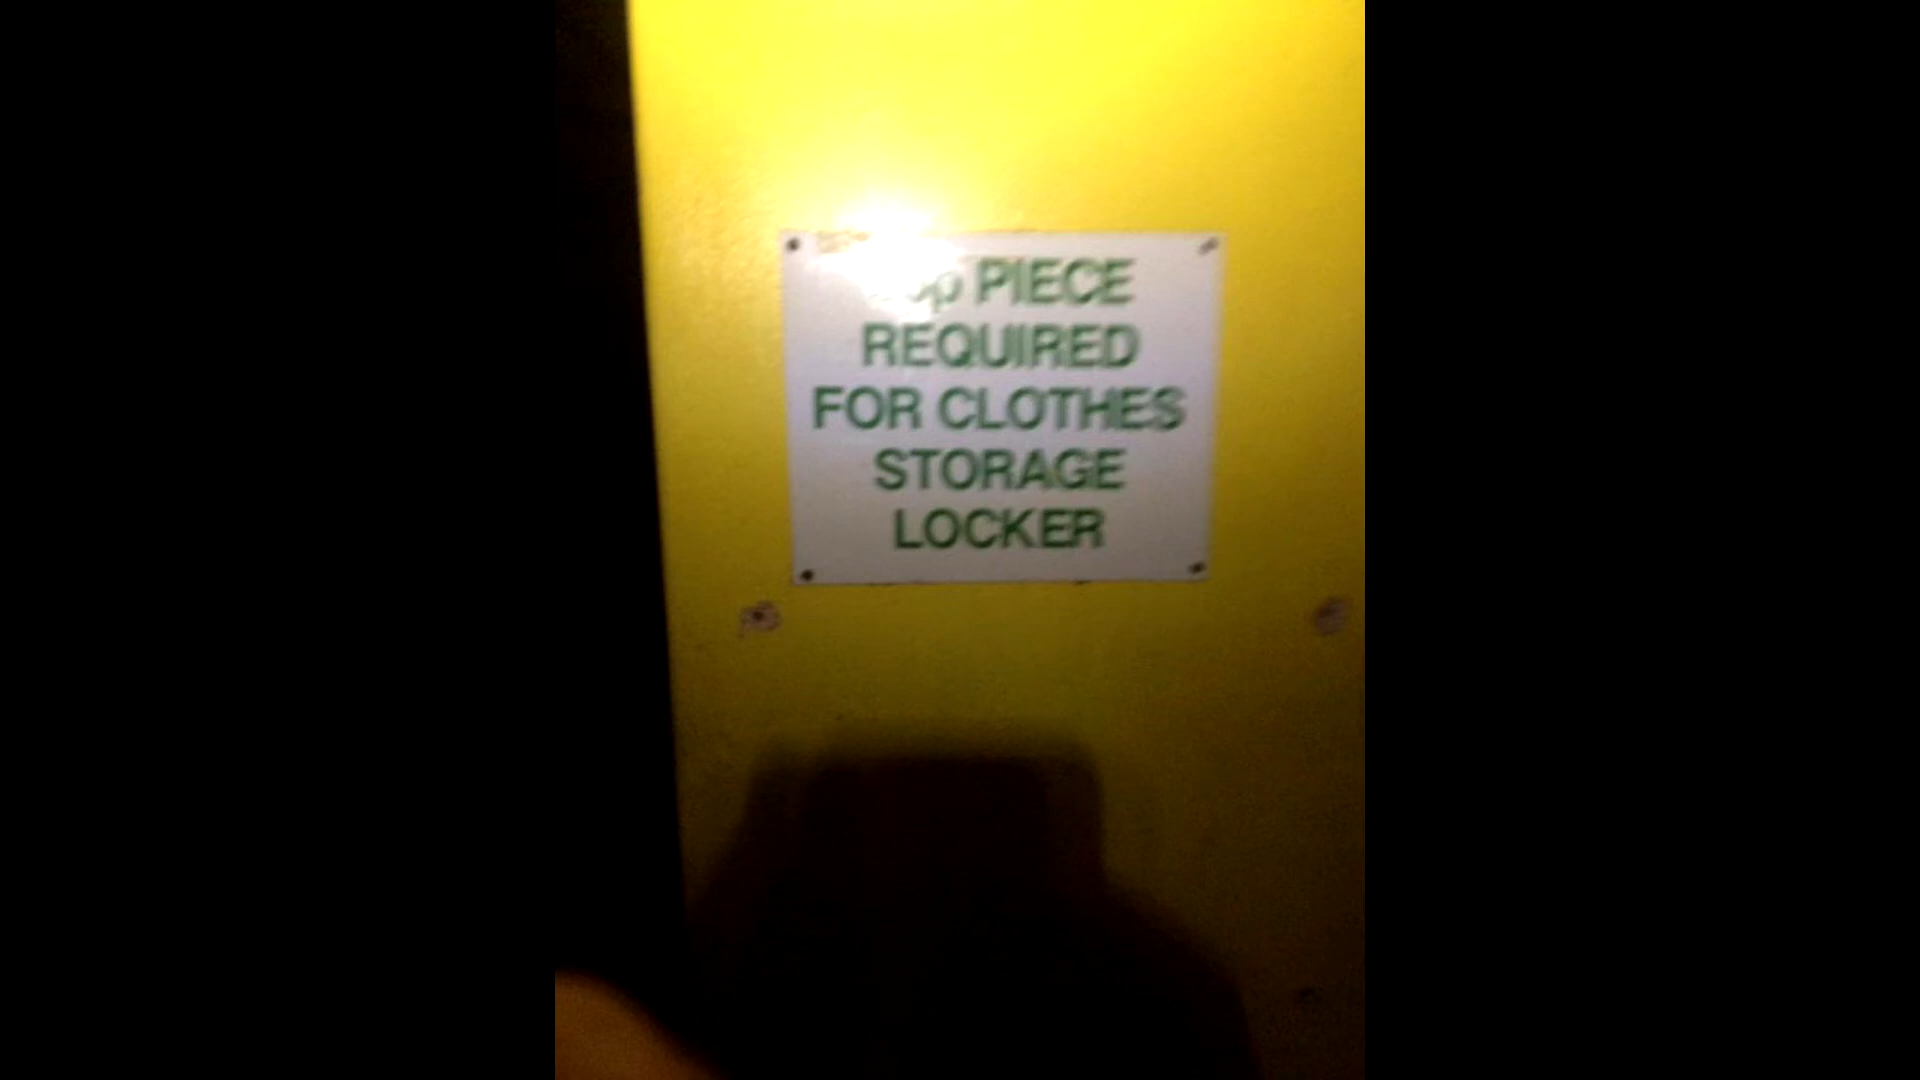 PIECE
REQUIRED
FOR CLOTHES
STORAGE
LOCKER